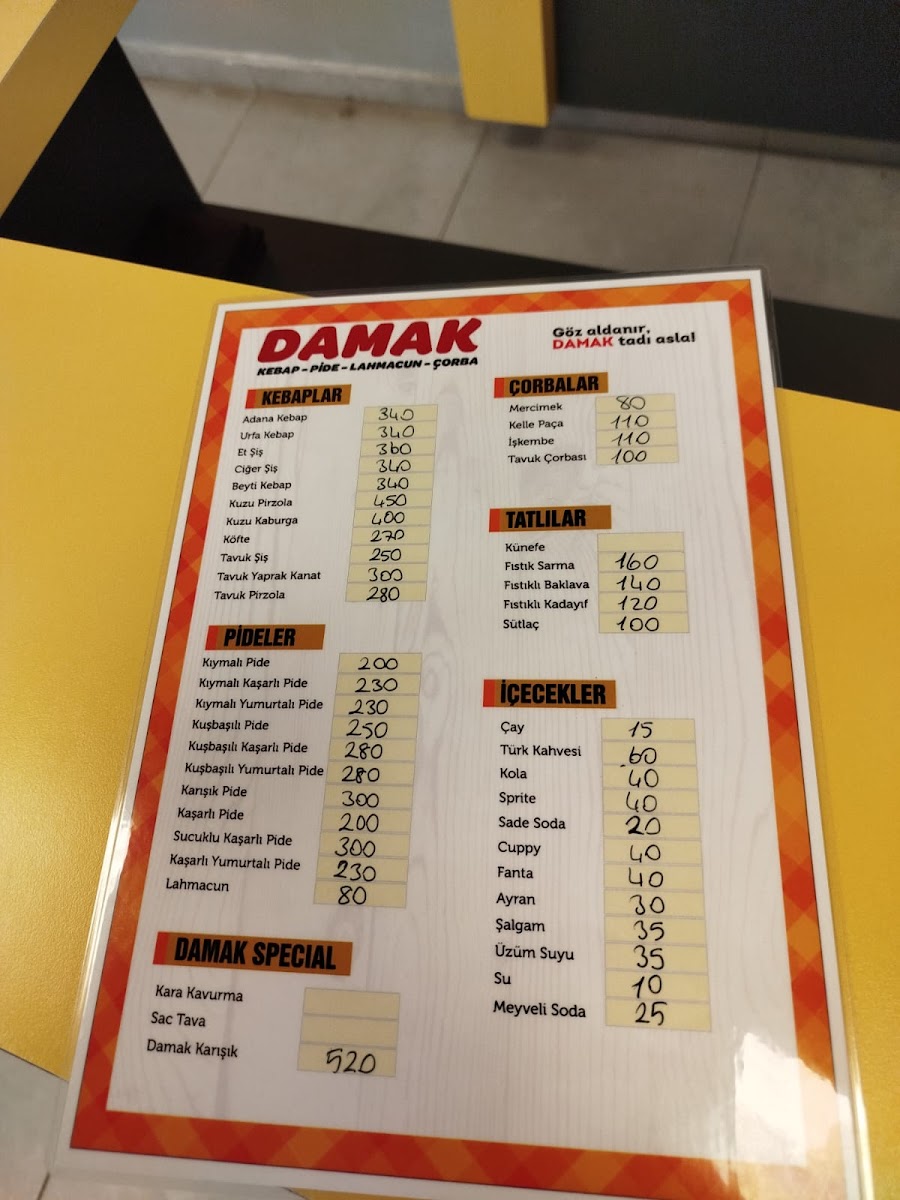 DAMAK
KEBAP - PİDE - LAHMACUN - ÇORBA
Göz aldanır,
DAMAK tadı asla!
KEBAPLAR
Adana Kebap 340
Urfa Kebap 340
Et Şiş 360
Ciğer Şiş 340
Beyti Kebap 340
Kuzu Pirzola 450
Kuzu Kaburga 400
Köfte 270
Tavuk Şiş 250
Tavuk Yaprak Kanat 300
Tavuk Pirzola 280
PİDELER
Kıymalı Pide 200
Kıymalı Kaşarlı Pide 230
Kıymalı Yumurtalı Pide 230
Kuşbaşılı Pide 250
Kuşbaşılı Kaşarlı Pide 280
Kuşbaşılı Yumurtalı Pide 280
Karışık Pide 300
Kaşarlı Pide 200
Sucuklu Kaşarlı Pide 300
Kaşarlı Yumurtalı Pide 230
Lahmacun 80
DAMAK SPECIAL
Kara Kavurma
Sac Tava
Damak Karışık 520
ÇORBALAR
Mercimek 80
Kelle Paça 110
İşkembe 110
Tavuk Çorbası 100
TATLILAR
Künefe
Fıstık Sarma 160
Fıstıklı Baklava 140
Fıstıklı Kadayıf 120
Sütlaç 100
İÇECEKLER
Çay 15
Türk Kahvesi 60
Kola 40
Sprite 40
Sade Soda 20
Cuppy 40
Fanta 40
Ayran 30
Şalgam 35
Üzüm Suyu 35
Su 10
Meyveli Soda 25